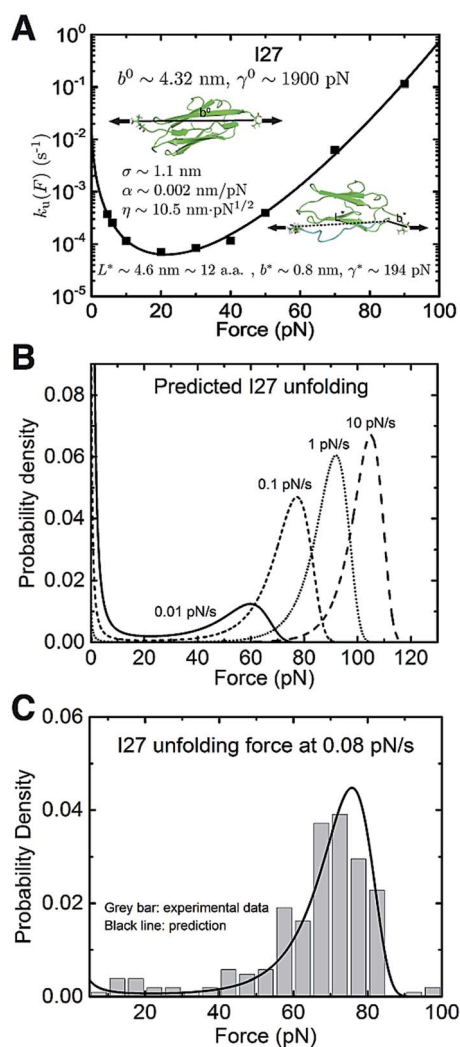 A
I27
b⁰ ~ 4.32 nm, γ⁰ ~ 1900 pN
b⁰
σ ~ 1.1 nm
α ~ 0.002 nm/pN
η ~ 10.5 nm·pN^1/2
L* b*
L* ~ 4.6 nm ~ 12 a.a. , b* ~ 0.8 nm, γ* ~ 194 pN
kᵤ(F) (s⁻¹)
10⁰
10⁻¹
10⁻²
10⁻³
10⁻⁴
10⁻⁵
0 20 40 60 80 100
Force (pN)
B
Predicted I27 unfolding
10 pN/s
1 pN/s
0.1 pN/s
0.01 pN/s
Probability density
0.08
0.06
0.04
0.02
0.00
0 20 40 60 80 100 120
Force (pN)
C
I27 unfolding force at 0.08 pN/s
Grey bar: experimental data
Black line: prediction
Probability Density
0.06
0.04
0.02
0.00
20 40 60 80 100
Force (pN)